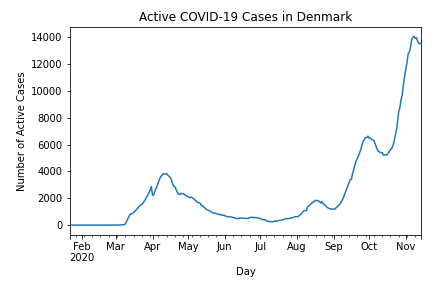 Active COVID-19 Cases in Denmark
14000
12000
10000
8000
6000
4000
2000
0
Number of Active Cases
Feb Mar Apr May Jun Jul Aug Sep Oct Nov
2020
Day